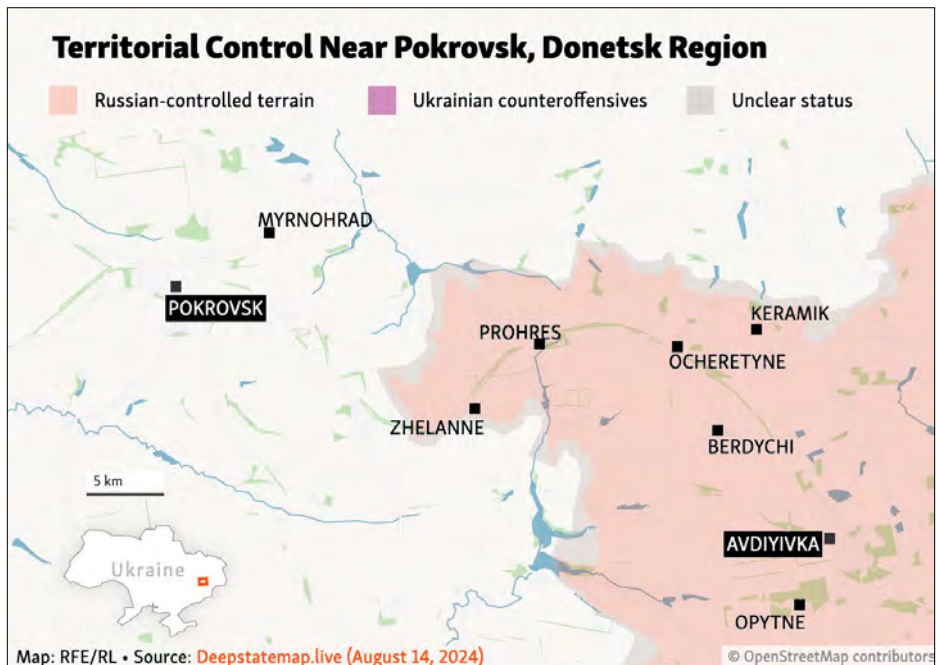 Territorial Control Near Pokrovsk, Donetsk Region
Russian-controlled terrain
Ukrainian counteroffensives
Unclear status
MYRNOHRAD
POKROVSK
KERAMIK
PROHRES
OCHERETYNE
ZHELANNE
BERDYCHI
5 km
Ukraine
AVDIYIVKA
OPYTNE
Map: RFE/RL • Source: Deepstatemap.live (August 14, 2024)
© OpenStreetMap contributors